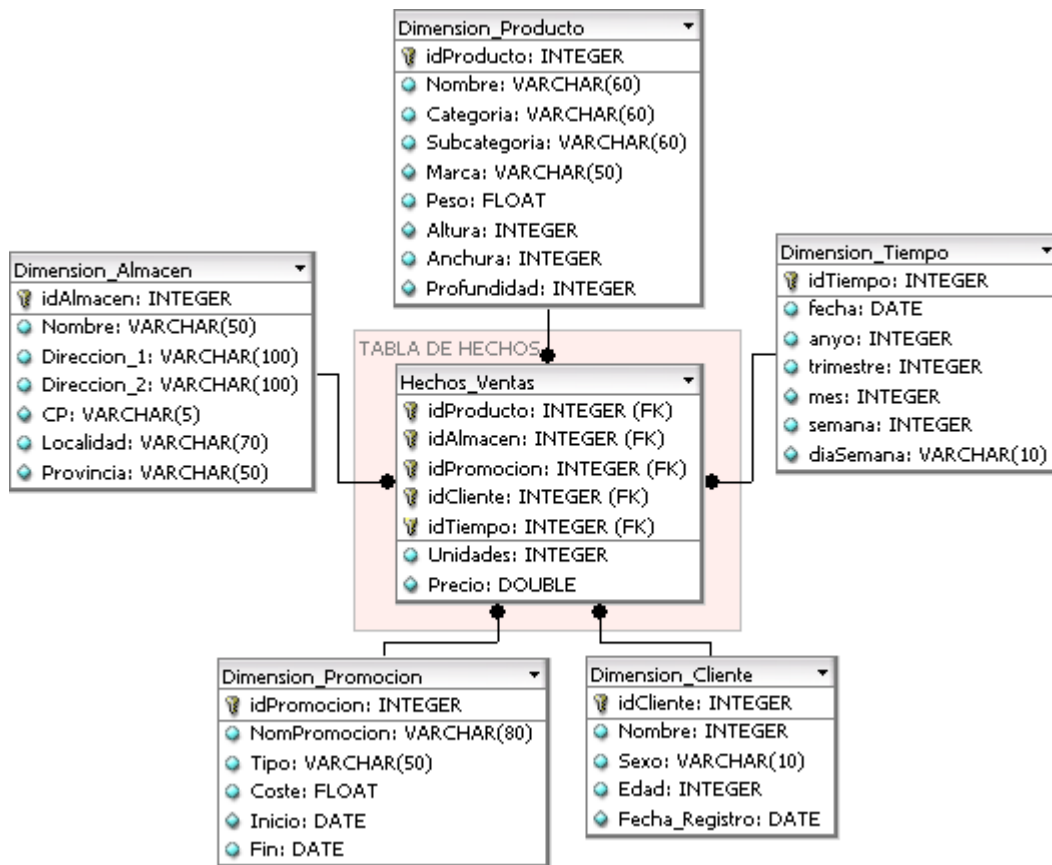 Dimension_Producto
idProducto: INTEGER
Nombre: VARCHAR(60)
Categoria: VARCHAR(60)
Subcategoria: VARCHAR(60)
Marca: VARCHAR(50)
Peso: FLOAT
Altura: INTEGER
Anchura: INTEGER
Profundidad: INTEGER
Dimension_Almacen
idAlmacen: INTEGER
Nombre: VARCHAR(50)
Direccion_1: VARCHAR(100)
Direccion_2: VARCHAR(100)
CP: VARCHAR(5)
Localidad: VARCHAR(70)
Provincia: VARCHAR(50)
Dimension_Tiempo
idTiempo: INTEGER
fecha: DATE
anyo: INTEGER
trimestre: INTEGER
mes: INTEGER
semana: INTEGER
diaSemana: VARCHAR(10)
TABLA DE HECHOS
Hechos_Ventas
idProducto: INTEGER (FK)
idAlmacen: INTEGER (FK)
idPromocion: INTEGER (FK)
idCliente: INTEGER (FK)
idTiempo: INTEGER (FK)
Unidades: INTEGER
Precio: DOUBLE
Dimension_Promocion
idPromocion: INTEGER
NomPromocion: VARCHAR(80)
Tipo: VARCHAR(50)
Coste: FLOAT
Inicio: DATE
Fin: DATE
Dimension_Cliente
idCliente: INTEGER
Nombre: INTEGER
Sexo: VARCHAR(10)
Edad: INTEGER
Fecha_Registro: DATE